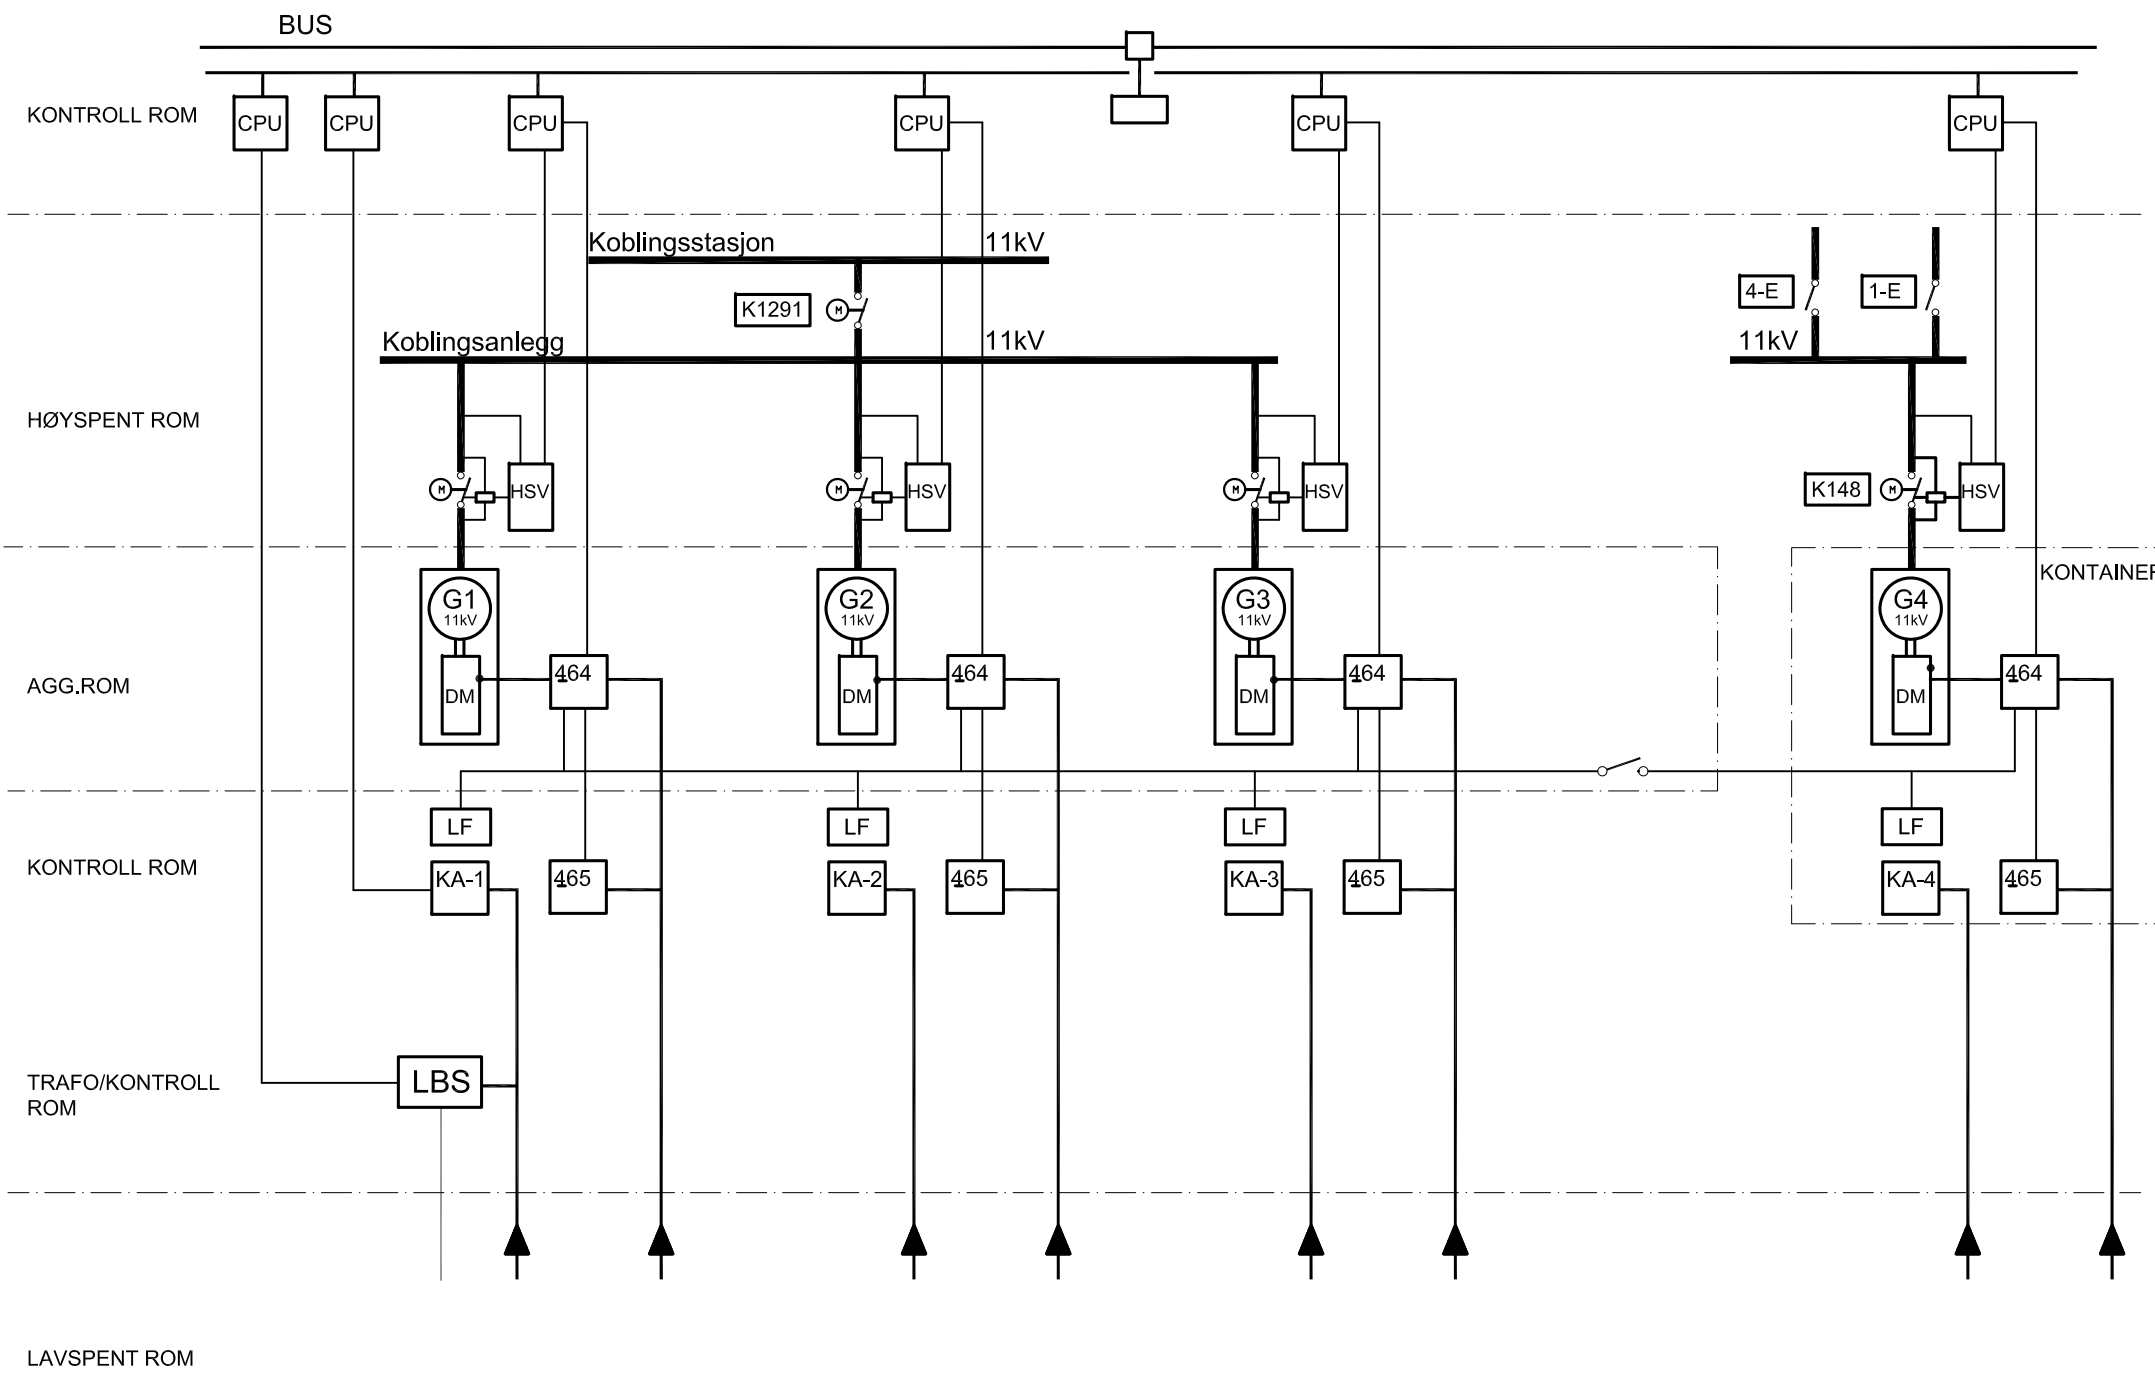 BUS
KONTROLL ROM
CPU CPU CPU CPU CPU CPU
Koblingsstasjon 11kV
4-E 1-E
K1291 M
Koblingsanlegg 11kV 11kV
HØYSPENT ROM
M HSV M HSV M HSV K148 M HSV
KONTAINER
G1 G2 G3 G4
11kV 11kV 11kV 11kV
464 464 464 464
AGG.ROM
DM DM DM DM
LF LF LF LF
KONTROLL ROM
KA-1 465 KA-2 465 KA-3 465 KA-4 465
TRAFO/KONTROLL
ROM
LBS
LAVSPENT ROM